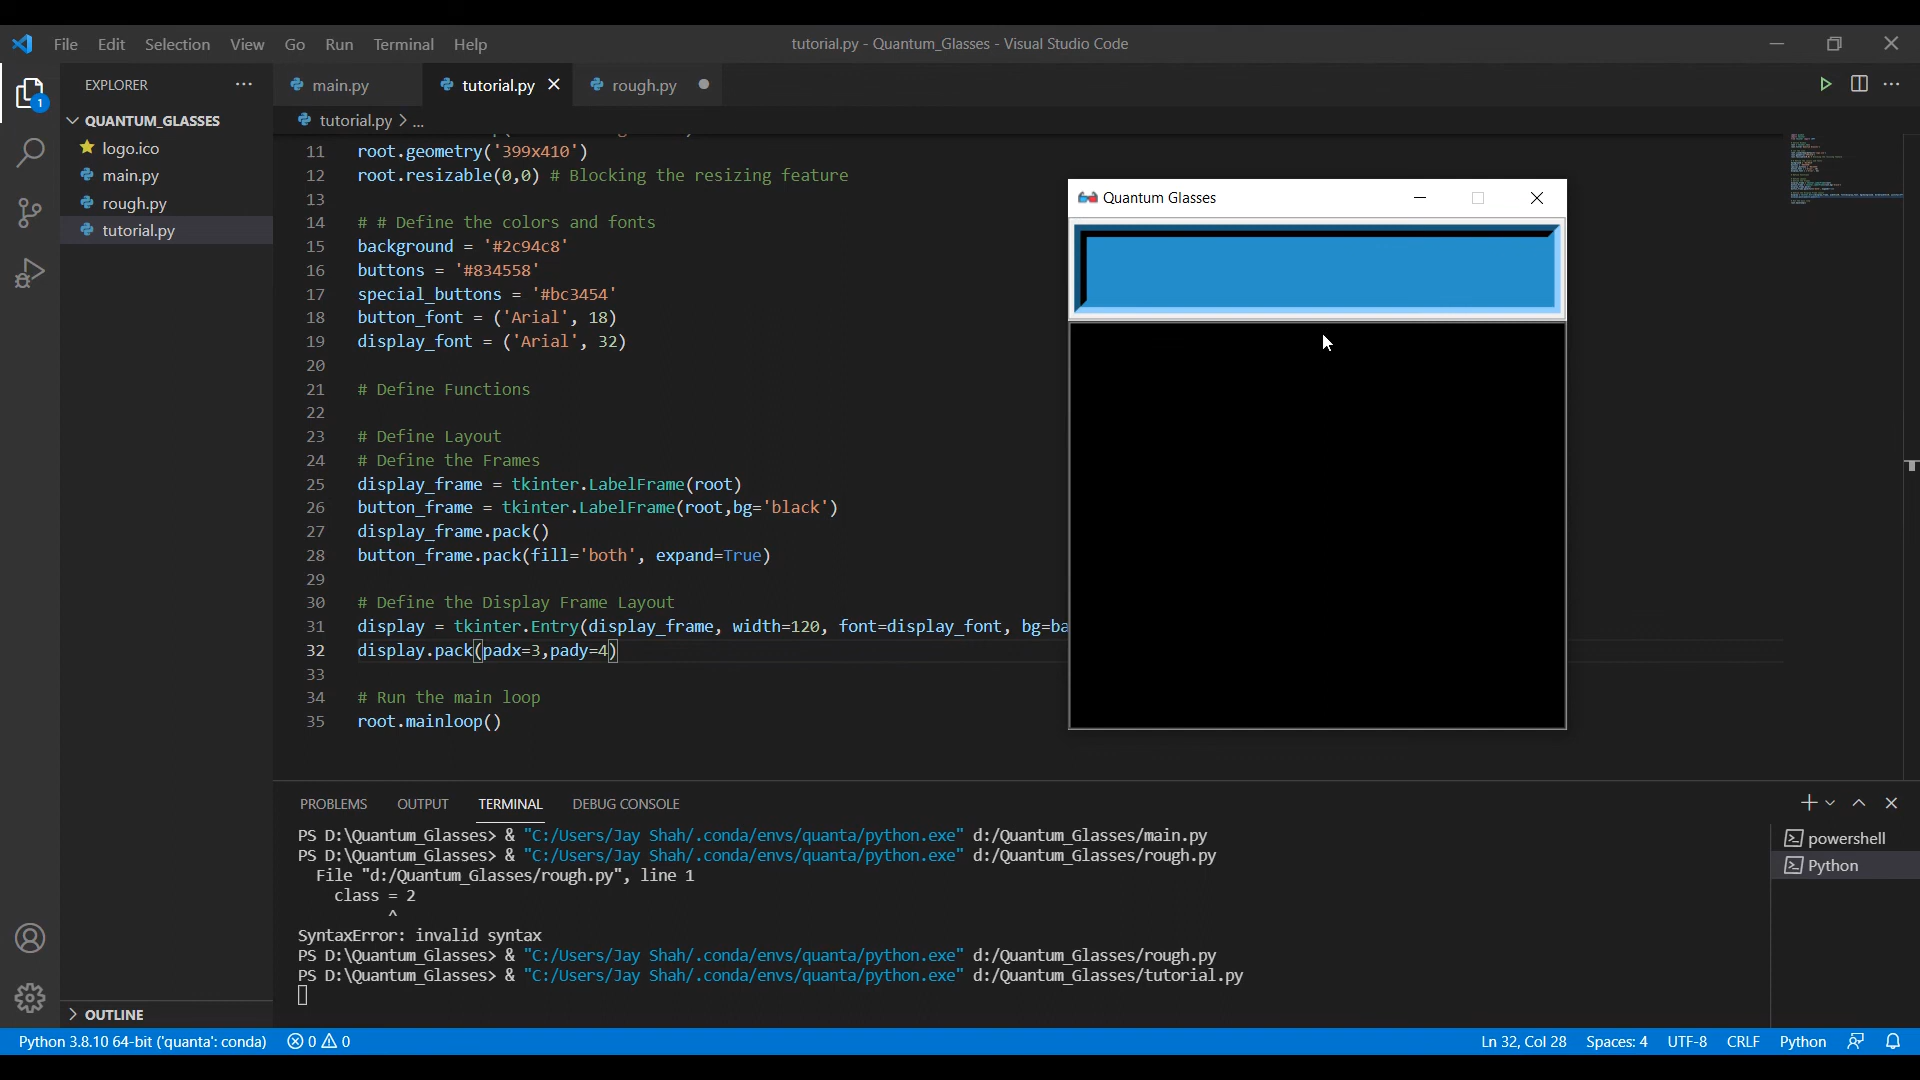 File Edit Selection View Go Run Terminal Help
tutorial.py - Quantum_Glasses - Visual Studio Code
EXPLORER
main.py
tutorial.py
rough.py
QUANTUM_GLASSES
tutorial.py > ...
logo.ico
main.py
rough.py
tutorial.py
11 root.geometry('399x410')
12 root.resizable(0,0) # Blocking the resizing feature
13
14 # # Define the colors and fonts
15 background = '#2c94c8'
16 buttons = '#834558'
17 special_buttons = '#bc3454'
18 button_font = ('Arial', 18)
19 display_font = ('Arial', 32)
20
21 # Define Functions
22
23 # Define Layout
24 # Define the Frames
25 display_frame = tkinter.LabelFrame(root)
26 button_frame = tkinter.LabelFrame(root,bg='black')
27 display_frame.pack()
28 button_frame.pack(fill='both', expand=True)
29
30 # Define the Display Frame Layout
31 display = tkinter.Entry(display_frame, width=120, font=display_font, bg=ba
32 display.pack(padx=3,pady=4)
33
34 # Run the main loop
35 root.mainloop()
Quantum Glasses
PROBLEMS OUTPUT TERMINAL DEBUG CONSOLE
PS D:\Quantum_Glasses> & "C:/Users/Jay Shah/.conda/envs/quanta/python.exe" d:/Quantum_Glasses/main.py
PS D:\Quantum_Glasses> & "C:/Users/Jay Shah/.conda/envs/quanta/python.exe" d:/Quantum_Glasses/rough.py
File "d:/Quantum_Glasses/rough.py", line 1
class = 2
^
SyntaxError: invalid syntax
PS D:\Quantum_Glasses> & "C:/Users/Jay Shah/.conda/envs/quanta/python.exe" d:/Quantum_Glasses/rough.py
PS D:\Quantum_Glasses> & "C:/Users/Jay Shah/.conda/envs/quanta/python.exe" d:/Quantum_Glasses/tutorial.py
powershell
Python
1
OUTLINE
Python 3.8.10 64-bit ('quanta': conda) 0 0
Ln 32, Col 28 Spaces: 4 UTF-8 CRLF Python